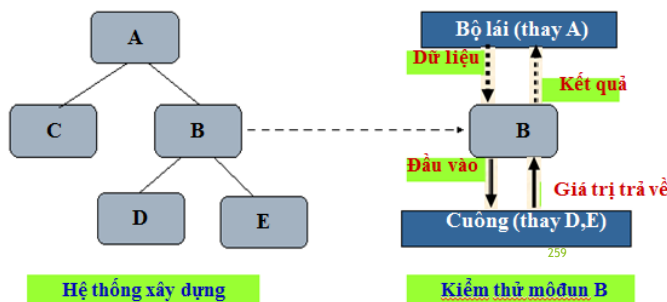 A
C
B
D
E
Hệ thống xây dựng
Bộ lái (thay A)
Dữ liệu
Kết quả
B
Đầu vào
Giá trị trả về
Cuông (thay D,E)
259
Kiểm thử môđun B